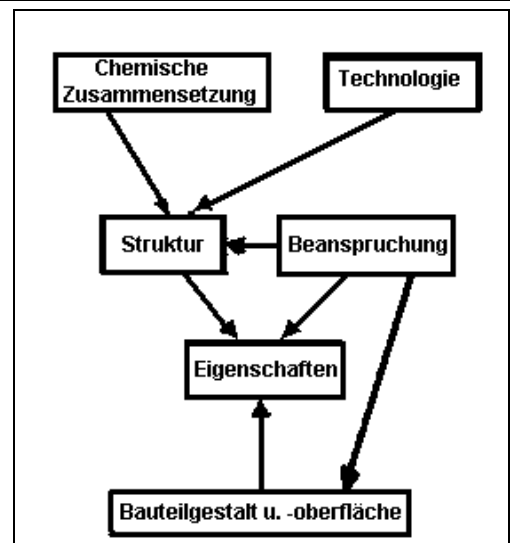 Chemische
Zusammensetzung
Technologie
Struktur
Beanspruchung
Eigenschaften
Bauteilgestalt u. -oberfläche